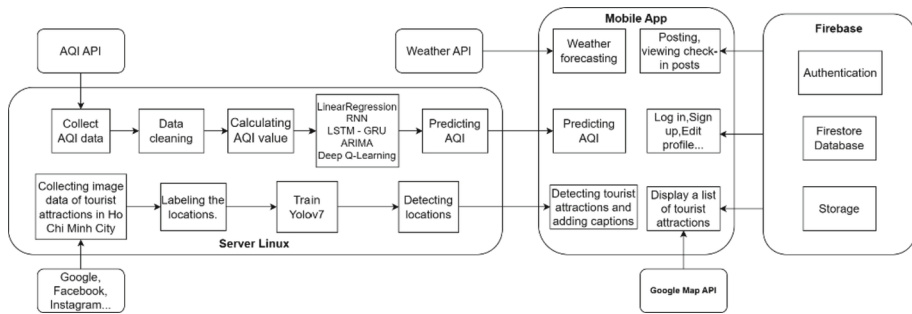 AQI API
Weather API
Mobile App
Weather
forecasting
Posting,
viewing check-
in posts
Firebase
Authentication
Firestore
Database
Storage
Collect
AQI data
Data
cleaning
Calculating
AQI value
LinearRegression
RNN
LSTM - GRU
ARIMA
Deep Q-Learning
Predicting
AQI
Predicting
AQI
Log in,Sign
up,Edit
profile...
Collecting image
data of tourist
attractions in Ho
Chi Minh City
Labeling the
locations.
Train
Yolov7
Detecting
locations
Detecting tourist
attractions and
adding captions
Display a list
of tourist
attractions
Server Linux
Google,
Facebook,
Instagram...
Google Map API